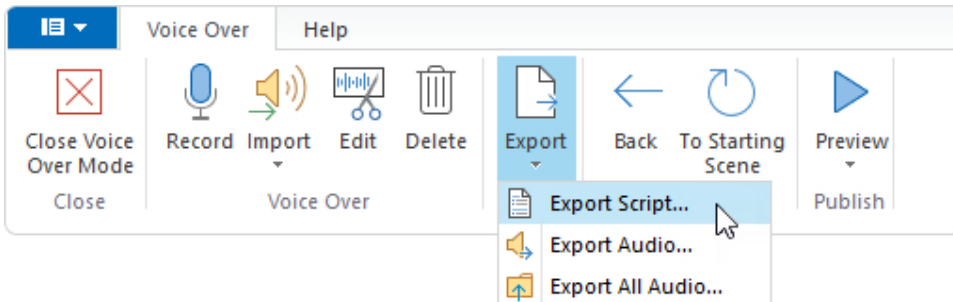 Voice Over Help
Close Voice Over Mode
Record Import Edit Delete
Export
Back To Starting Scene
Preview
Close Voice Over Publish
Export Script...
Export Audio...
Export All Audio...